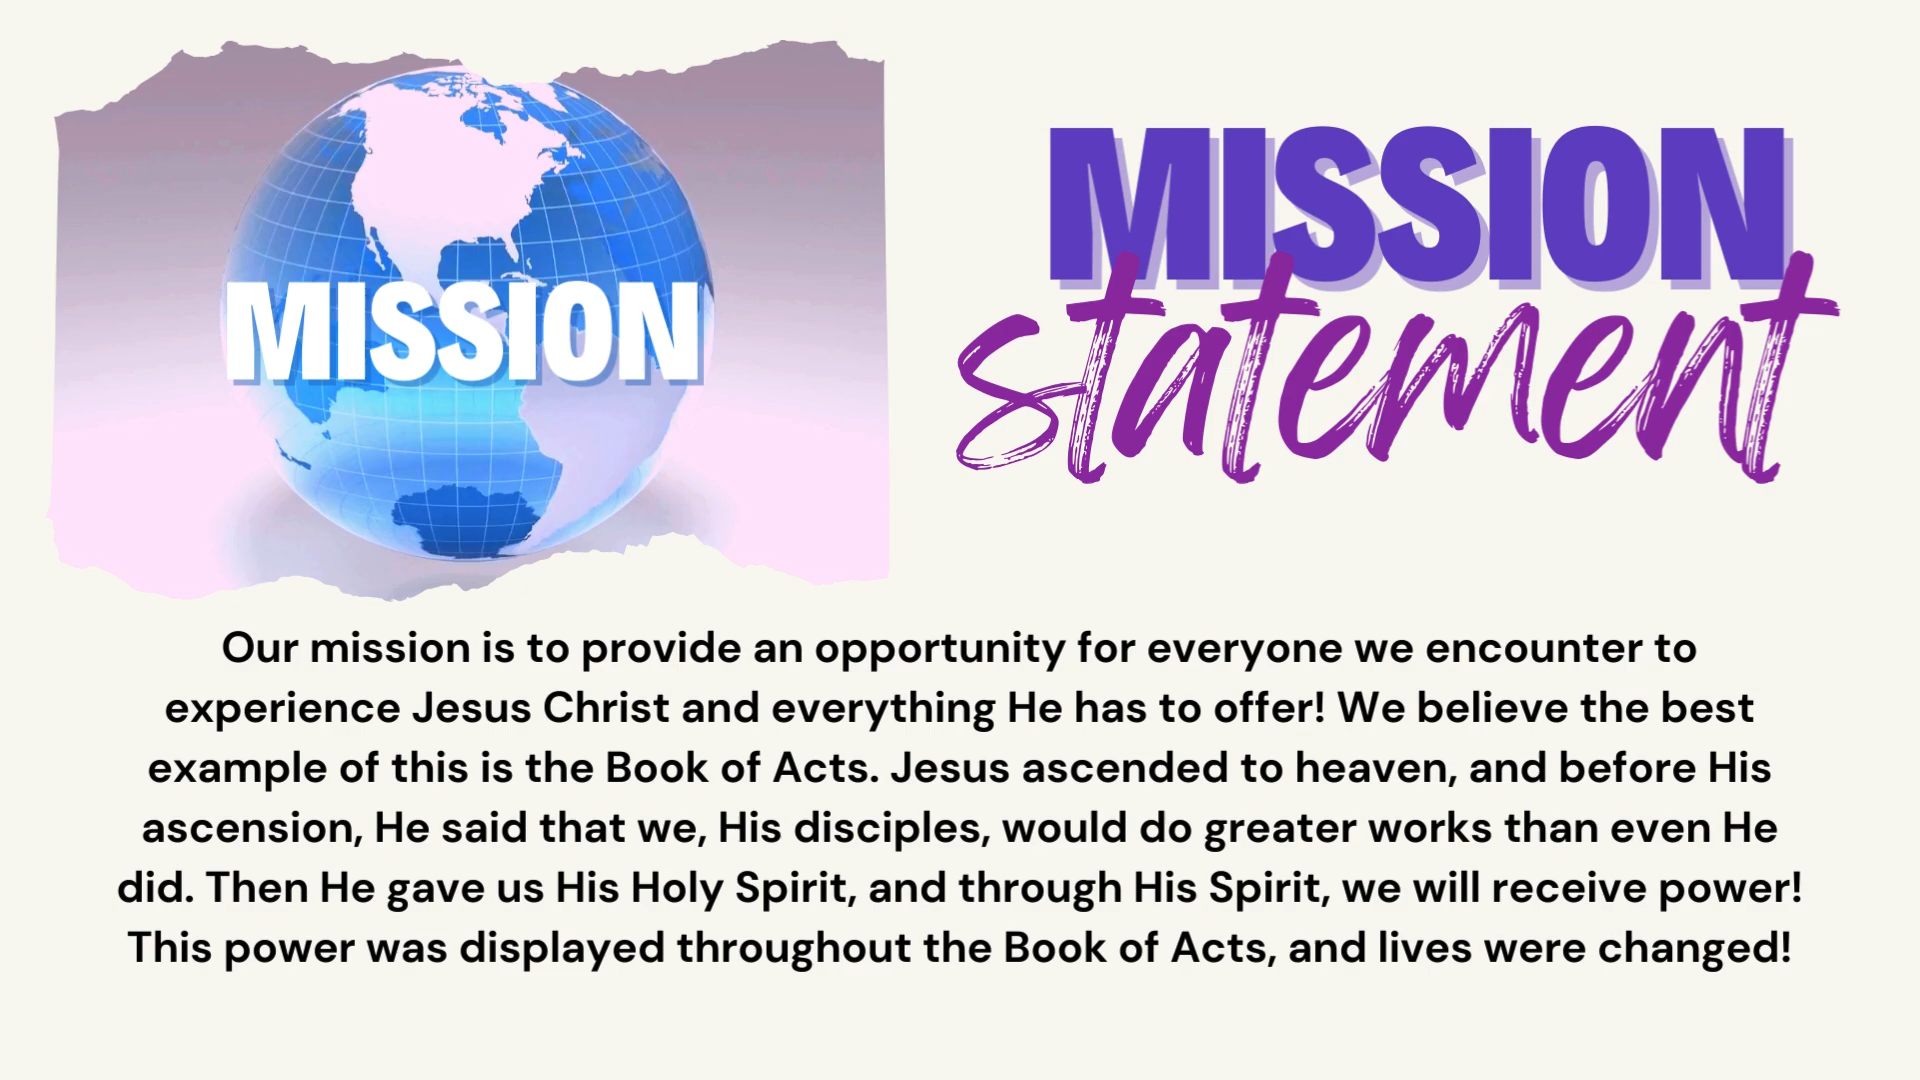 MISSION
MISSION
statement
Our mission is to provide an opportunity for everyone we encounter to
experience Jesus Christ and everything He has to offer! We believe the best
example of this is the Book of Acts. Jesus ascended to heaven, and before His
ascension, He said that we, His disciples, would do greater works than even He
did. Then He gave us His Holy Spirit, and through His Spirit, we will receive power!
This power was displayed throughout the Book of Acts, and lives were changed!